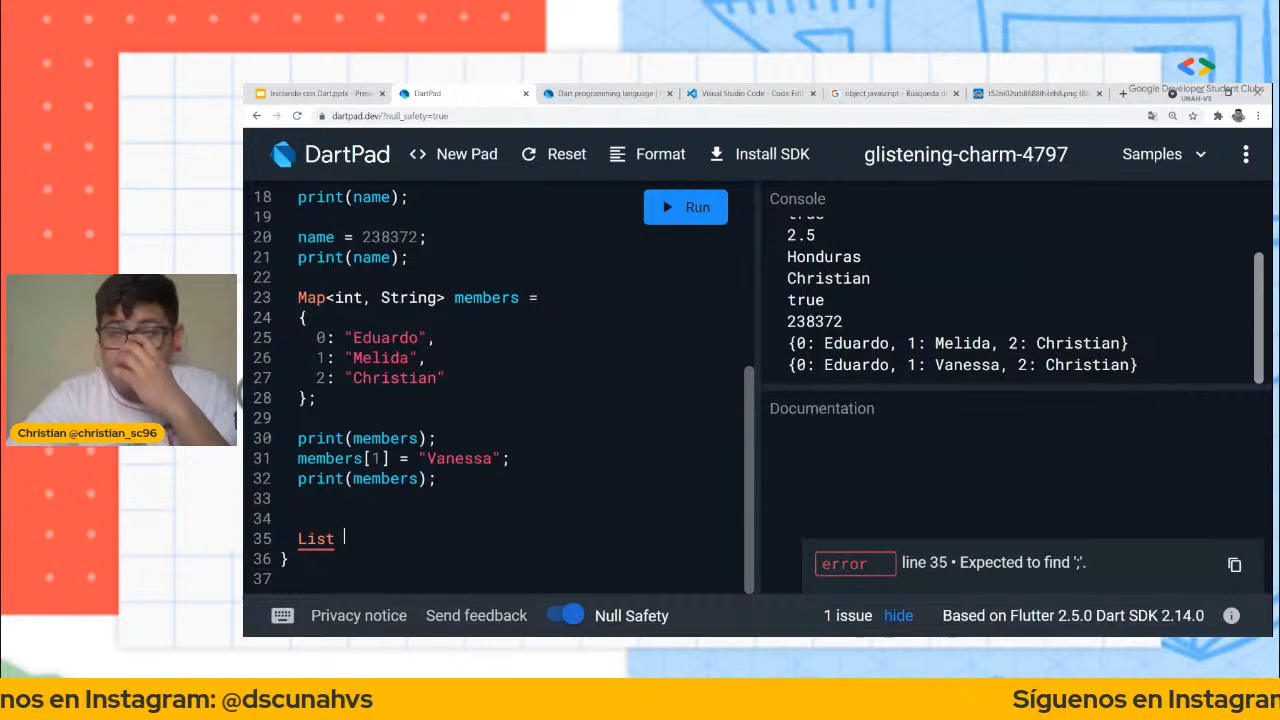 Iniciando con Dart.pptx - Prese
DartPad
Dart programming language |
Visual Studio Code - Code Edit
object javascript - Búsqueda d
Google Developer Student Clubs
UNAH-VS
dartpad.dev/?null_safety=true
DartPad
<> New Pad
Reset
Format
Install SDK
glistening-charm-4797
Samples
18 print(name);
19
20 name = 238372;
21 print(name);
22
23 Map<int, String> members =
24 {
25 0: "Eduardo",
26 1: "Melida",
27 2: "Christian"
28 };
29
30 print(members);
31 members[1] = "Vanessa";
32 print(members);
33
34
35 List
36 }
37
Run
Console
true
2.5
Honduras
Christian
true
238372
{0: Eduardo, 1: Melida, 2: Christian}
{0: Eduardo, 1: Vanessa, 2: Christian}
Documentation
error line 35 • Expected to find ';'.
Privacy notice
Send feedback
Null Safety
1 issue
hide
Based on Flutter 2.5.0 Dart SDK 2.14.0
Christian @christian_sc96
nos en Instagram: @dscunahvs
Síguenos en Instagran